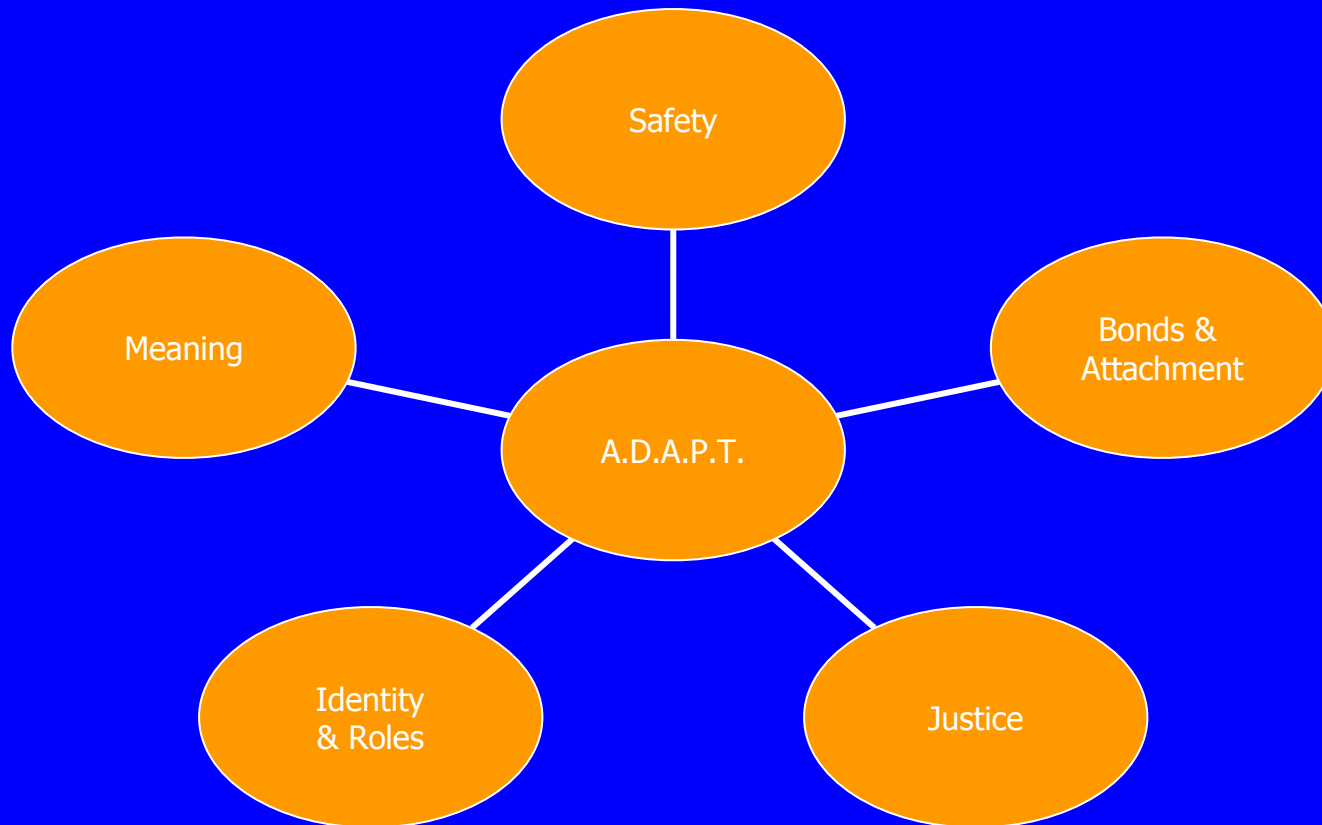 Safety
Meaning
Bonds &
Attachment
A.D.A.P.T.
Identity
& Roles
Justice